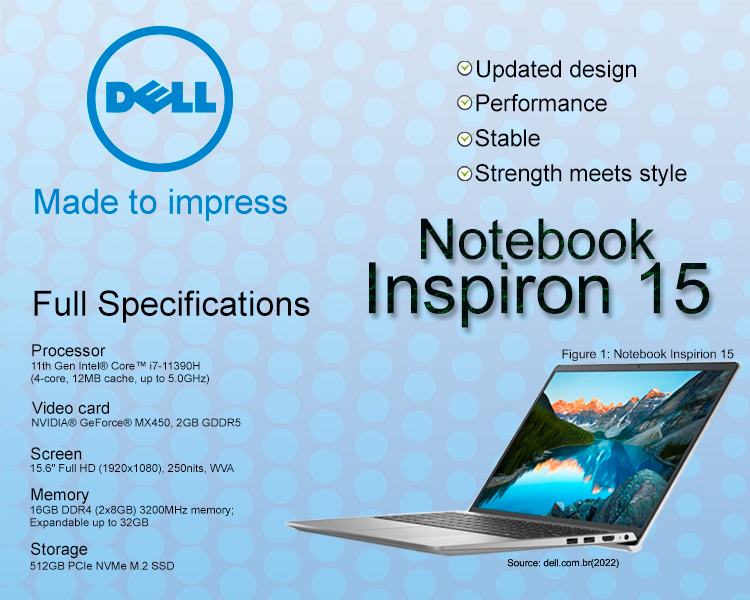 DELL
Made to impress
Updated design
Performance
Stable
Strength meets style
Notebook
Inspiron 15
Full Specifications
Processor
11th Gen Intel® Core™ i7-11390H
(4-core, 12MB cache, up to 5.0GHz)
Video card
NVIDIA® GeForce® MX450, 2GB GDDR5
Screen
15.6" Full HD (1920x1080), 250nits, WVA
Memory
16GB DDR4 (2x8GB) 3200MHz memory;
Expandable up to 32GB
Storage
512GB PCIe NVMe M.2 SSD
Figure 1: Notebook Inspirion 15
Source: dell.com.br(2022)